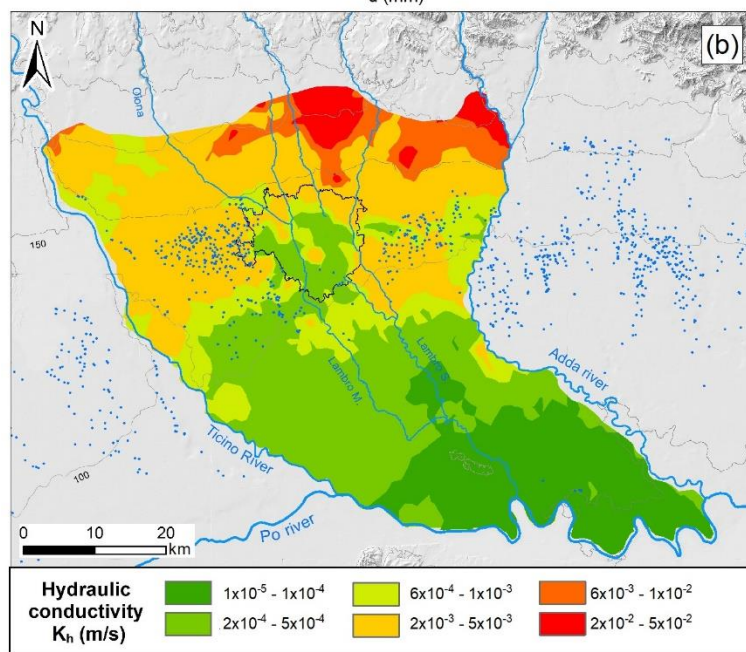 d (mm)
N
(b)
Olona
150
Lambro M.
Lambro S.
Adda river
Ticino River
100
Po river
0 10 20
km
Hydraulic
conductivity
Kₕ (m/s)
1x10⁻⁵ - 1x10⁻⁴
2x10⁻⁴ - 5x10⁻⁴
6x10⁻⁴ - 1x10⁻³
2x10⁻³ - 5x10⁻³
6x10⁻³ - 1x10⁻²
2x10⁻² - 5x10⁻²